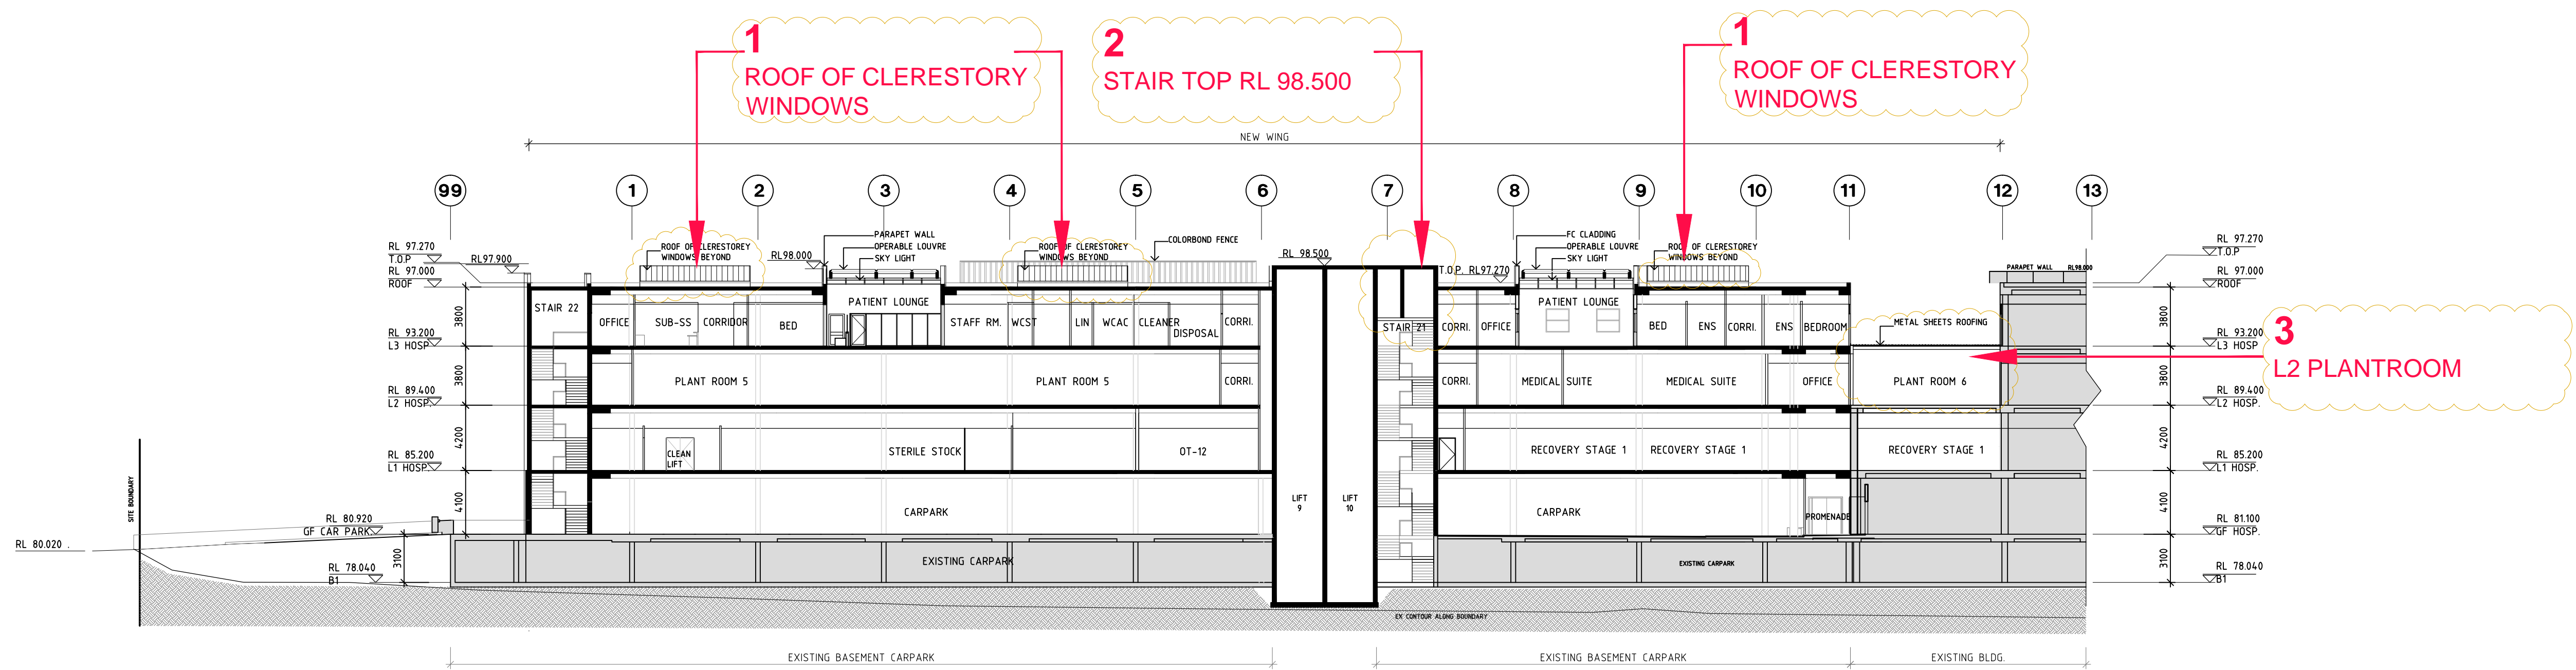 1
ROOF OF CLERESTORY
WINDOWS
2
STAIR TOP RL 98.500
1
ROOF OF CLERESTORY
WINDOWS
NEW WING
99
1
2
3
4
5
6
7
8
9
10
11
12
13
RL 97.270
T.O.P
RL 97.000
ROOF
RL97.900
ROOF OF CLERESTOREY
WINDOWS BEYOND
RL98.000
PARAPET WALL
OPERABLE LOUVRE
SKY LIGHT
ROOF OF CLERESTOREY
WINDOWS BEYOND
COLORBOND FENCE
RL 98.500
T.O.P. RL97.270
FC CLADDING
OPERABLE LOUVRE
SKY LIGHT
ROOF OF CLERESTOREY
WINDOWS BEYOND
PARAPET WALL
RL98.000
RL 97.270
T.O.P
RL 97.000
ROOF
3800
STAIR 22
OFFICE
SUB-SS
CORRIDOR
BED
PATIENT LOUNGE
STAFF RM.
WCST
LIN
WCAC
CLEANER
DISPOSAL
CORRI.
STAIR 21
CORRI.
OFFICE
PATIENT LOUNGE
BED
ENS
CORRI.
ENS
BEDROOM
METAL SHEETS ROOFING
3800
3
L2 PLANTROOM
RL 93.200
L3 HOSP
RL 93.200
L3 HOSP
3800
PLANT ROOM 5
PLANT ROOM 5
CORRI.
CORRI.
MEDICAL SUITE
MEDICAL SUITE
OFFICE
PLANT ROOM 6
3800
RL 89.400
L2 HOSP.
RL 89.400
L2 HOSP.
4200
CLEAN
LIFT
STERILE STOCK
OT-12
RECOVERY STAGE 1
RECOVERY STAGE 1
RECOVERY STAGE 1
4200
RL 85.200
L1 HOSP.
RL 85.200
L1 HOSP.
SITE BOUNDARY
4100
CARPARK
LIFT
9
LIFT
10
CARPARK
PROMENADE
4100
RL 80.920
GF CAR PARK
RL 81.100
GF HOSP.
RL 80.020 .
3100
EXISTING CARPARK
EXISTING CARPARK
3100
RL 78.040
B1
RL 78.040
B1
EX CONTOUR ALONG BOUNDARY
EXISTING BASEMENT CARPARK
EXISTING BASEMENT CARPARK
EXISTING BLDG.